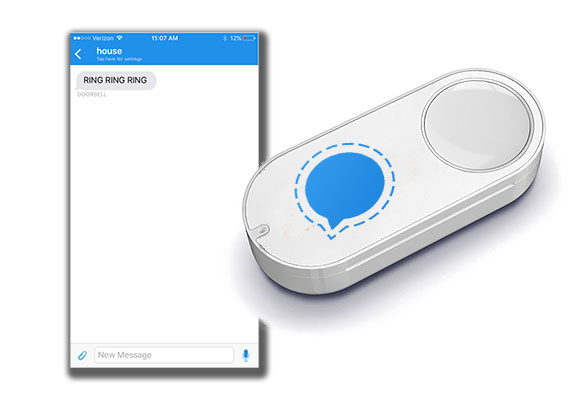 Verizon 11:07 AM 12%
house
Tap here for settings
RING RING RING
DOORBELL
New Message